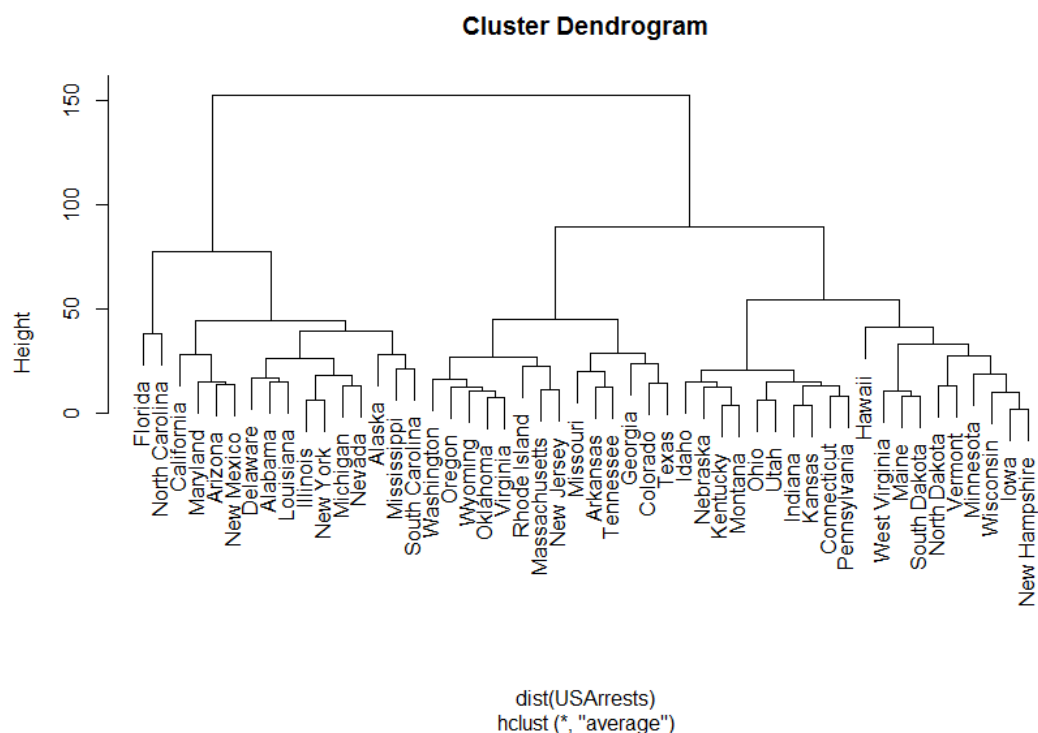 Cluster Dendrogram
Height
0
50
100
150
Florida
North Carolina
California
Maryland
Arizona
New Mexico
Delaware
Alabama
Louisiana
Illinois
New York
Michigan
Nevada
Alaska
Mississippi
South Carolina
Washington
Oregon
Wyoming
Oklahoma
Virginia
Rhode Island
Massachusetts
New Jersey
Missouri
Arkansas
Tennessee
Georgia
Colorado
Texas
Idaho
Nebraska
Kentucky
Montana
Ohio
Utah
Indiana
Kansas
Connecticut
Pennsylvania
Hawaii
West Virginia
Maine
South Dakota
North Dakota
Vermont
Minnesota
Wisconsin
Iowa
New Hampshire
dist(USArrests)
hclust (*, "average")